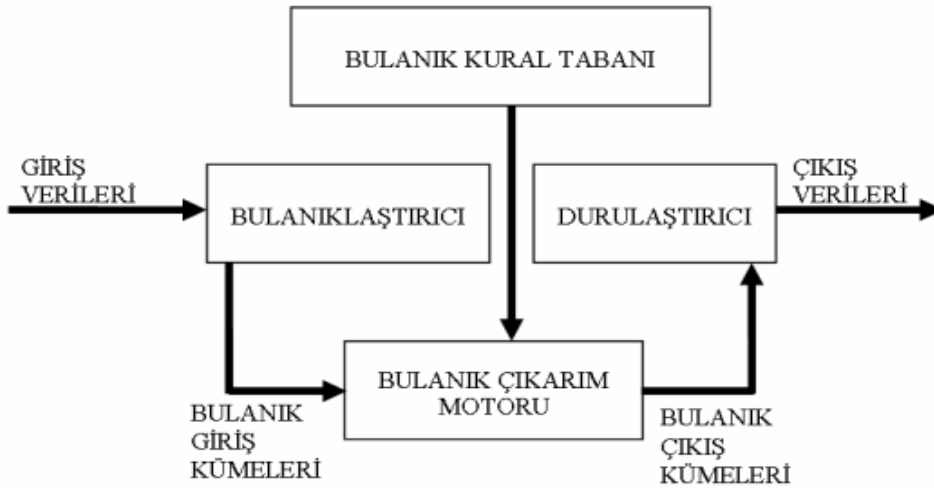 BULANIK KURAL TABANI
GİRİŞ
VERİLERİ
BULANIKLAŞTIRICI
DURULAŞTIRICI
ÇIKIŞ
VERİLERİ
BULANIK ÇIKARIM
MOTORU
BULANIK
GİRİŞ
KÜMELERİ
BULANIK
ÇIKIŞ
KÜMELERİ